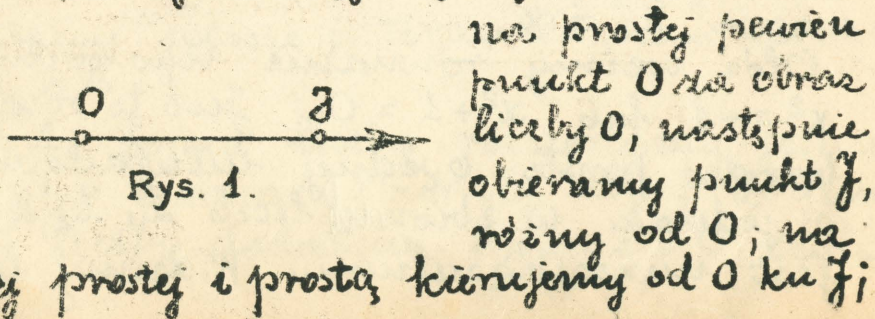 na prostej pewien
punkt O za obraz
liczby 0, następnie
obieramy punkt J,
różny od O, na
O J
Rys. 1.
ej prostej i prostą kierujemy od O ku J;